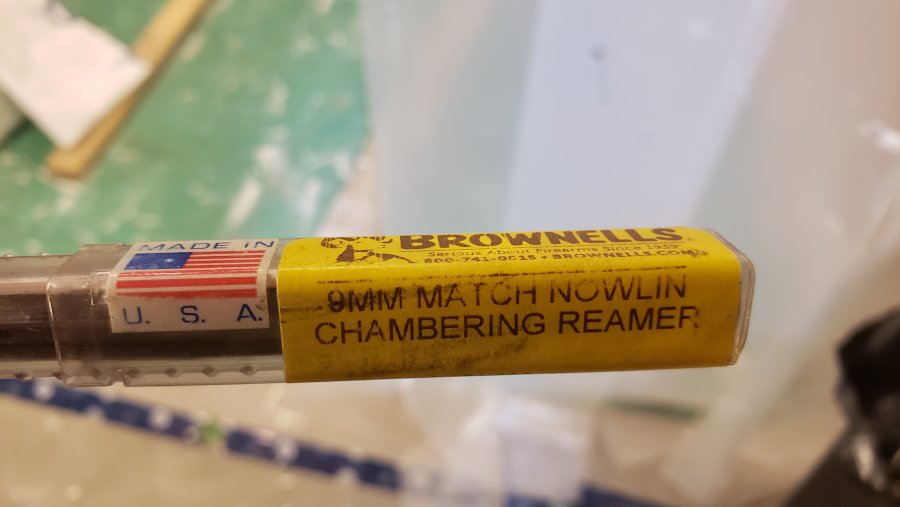 MADE IN
U. S. A.
BROWNELLS
Serious About Firearms Since 1939
800-741-0015 • BROWNELLS.COM
9MM MATCH NOWLIN
CHAMBERING REAMER